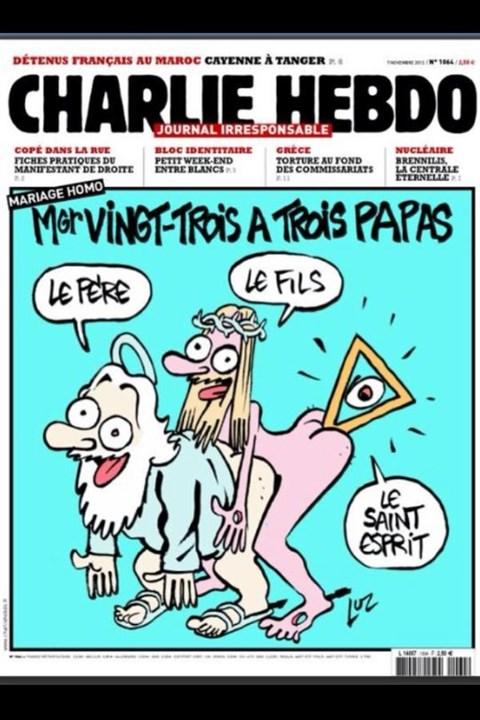 DÉTENUS FRANÇAIS AU MAROC CAYENNE À TANGER P. 8
7 NOVEMBRE 2012 / N° 1064 / 2,50 €
CHARLIE HEBDO
JOURNAL IRRESPONSABLE
COPÉ DANS LA RUE
FICHES PRATIQUES DU
MANIFESTANT DE DROITE
P. 2
BLOC IDENTITAIRE
PETIT WEEK-END
ENTRE BLANCS P. 5
GRÈCE
TORTURE AU FOND
DES COMMISSARIATS
P. 11
NUCLÉAIRE
BRENNILIS,
LA CENTRALE
ÉTERNELLE P. 7
MARIAGE HOMO
Mgr VINGT-TROIS A TROIS PAPAS
LE PÈRE
LE FILS
LE
SAINT
ESPRIT
LUZ